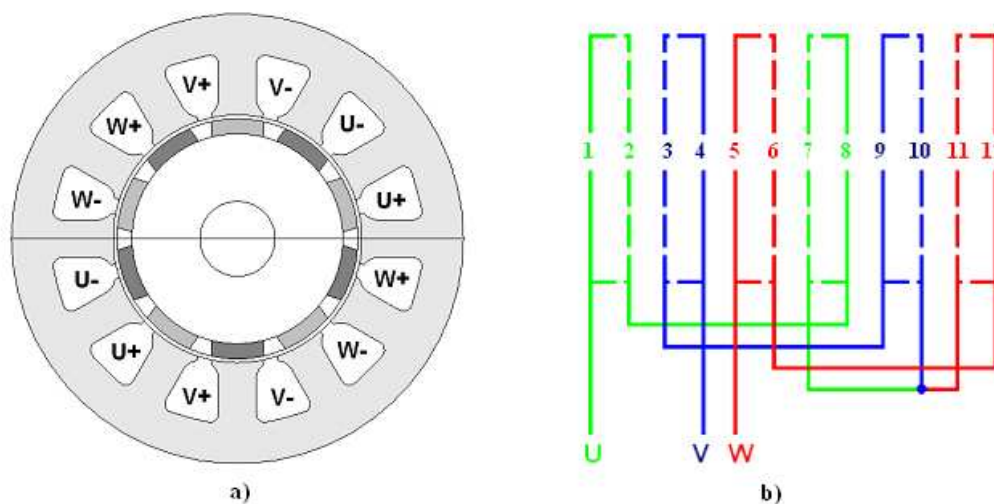 V+ V-
W+ U-
W- U+
U- W+
U+ W-
V+ V-
a)
1 2 3 4 5 6 7 8 9 10 11
U V W
b)